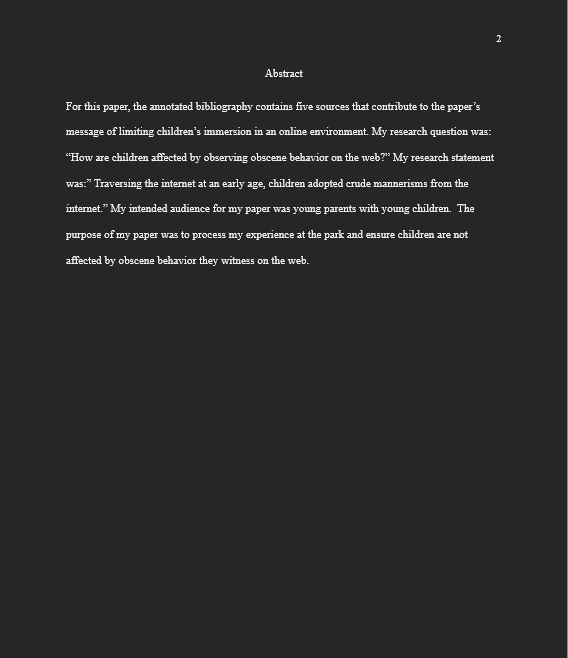 2
Abstract
For this paper, the annotated bibliography contains five sources that contribute to the paper’s
message of limiting children’s immersion in an online environment. My research question was:
“How are children affected by observing obscene behavior on the web?” My research statement
was:” Traversing the internet at an early age, children adopted crude mannerisms from the
internet.” My intended audience for my paper was young parents with young children.  The
purpose of my paper was to process my experience at the park and ensure children are not
affected by obscene behavior they witness on the web.